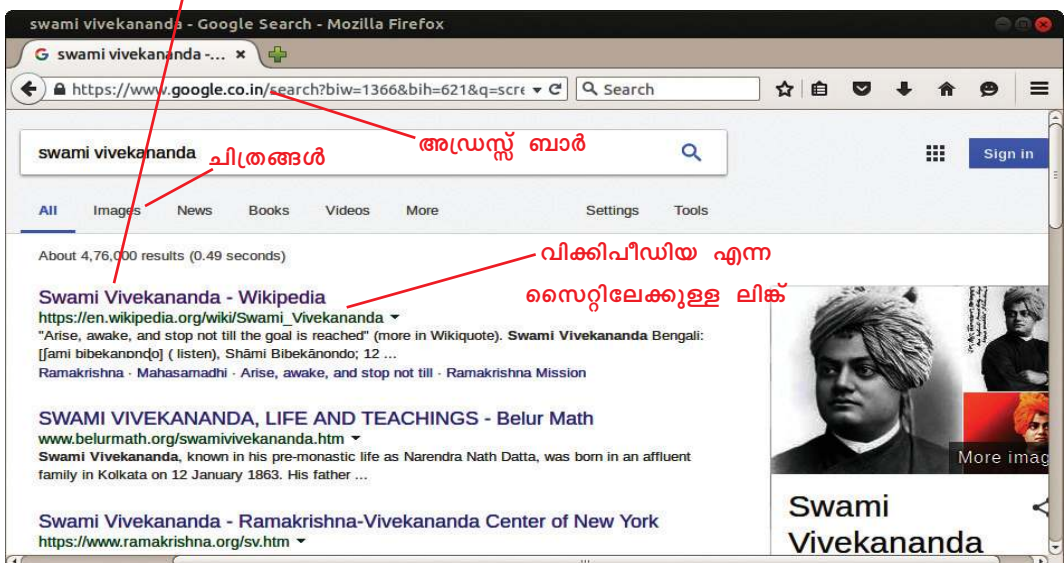 swami vivekananda - Google Search - Mozilla Firefox
swami vivekananda -...
https://www.google.co.in/search?biw=1366&bih=621&q=scre
Search
അഡ്രസ്സ് ബാർ
swami vivekananda
ചിത്രങ്ങൾ
Sign in
All Images News Books Videos More Settings Tools
About 4,76,000 results (0.49 seconds)
വിക്കിപീഡിയ എന്ന
സൈറ്റിലേക്കുള്ള ലിങ്ക്
Swami Vivekananda - Wikipedia
https://en.wikipedia.org/wiki/Swami_Vivekananda
"Arise, awake, and stop not till the goal is reached" (more in Wikiquote). Swami Vivekananda Bengali:
[ʃami bibekanɒndo] ( listen), Shāmi Bibekānondo; 12 ...
Ramakrishna · Mahasamadhi · Arise, awake, and stop not till · Ramakrishna Mission
SWAMI VIVEKANANDA, LIFE AND TEACHINGS - Belur Math
www.belurmath.org/swamivivekananda.htm
Swami Vivekananda, known in his pre-monastic life as Narendra Nath Datta, was born in an affluent
family in Kolkata on 12 January 1863. His father ...
Swami Vivekananda - Ramakrishna-Vivekananda Center of New York
https://www.ramakrishna.org/sv.htm
More imag
Swami
Vivekananda